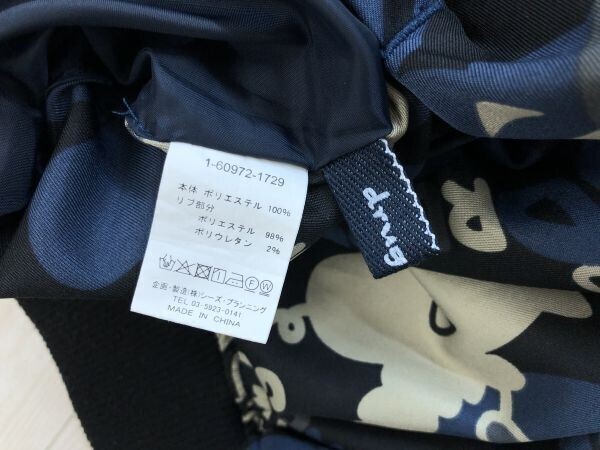 1-60972-1729
本体 ポリエステル 100%
リブ部分
ポリエステル 98%
ポリウレタン 2%
企画・製造:(株)シーズ・プランニング
TEL 03-5923-0141
MADE IN CHINA
drug